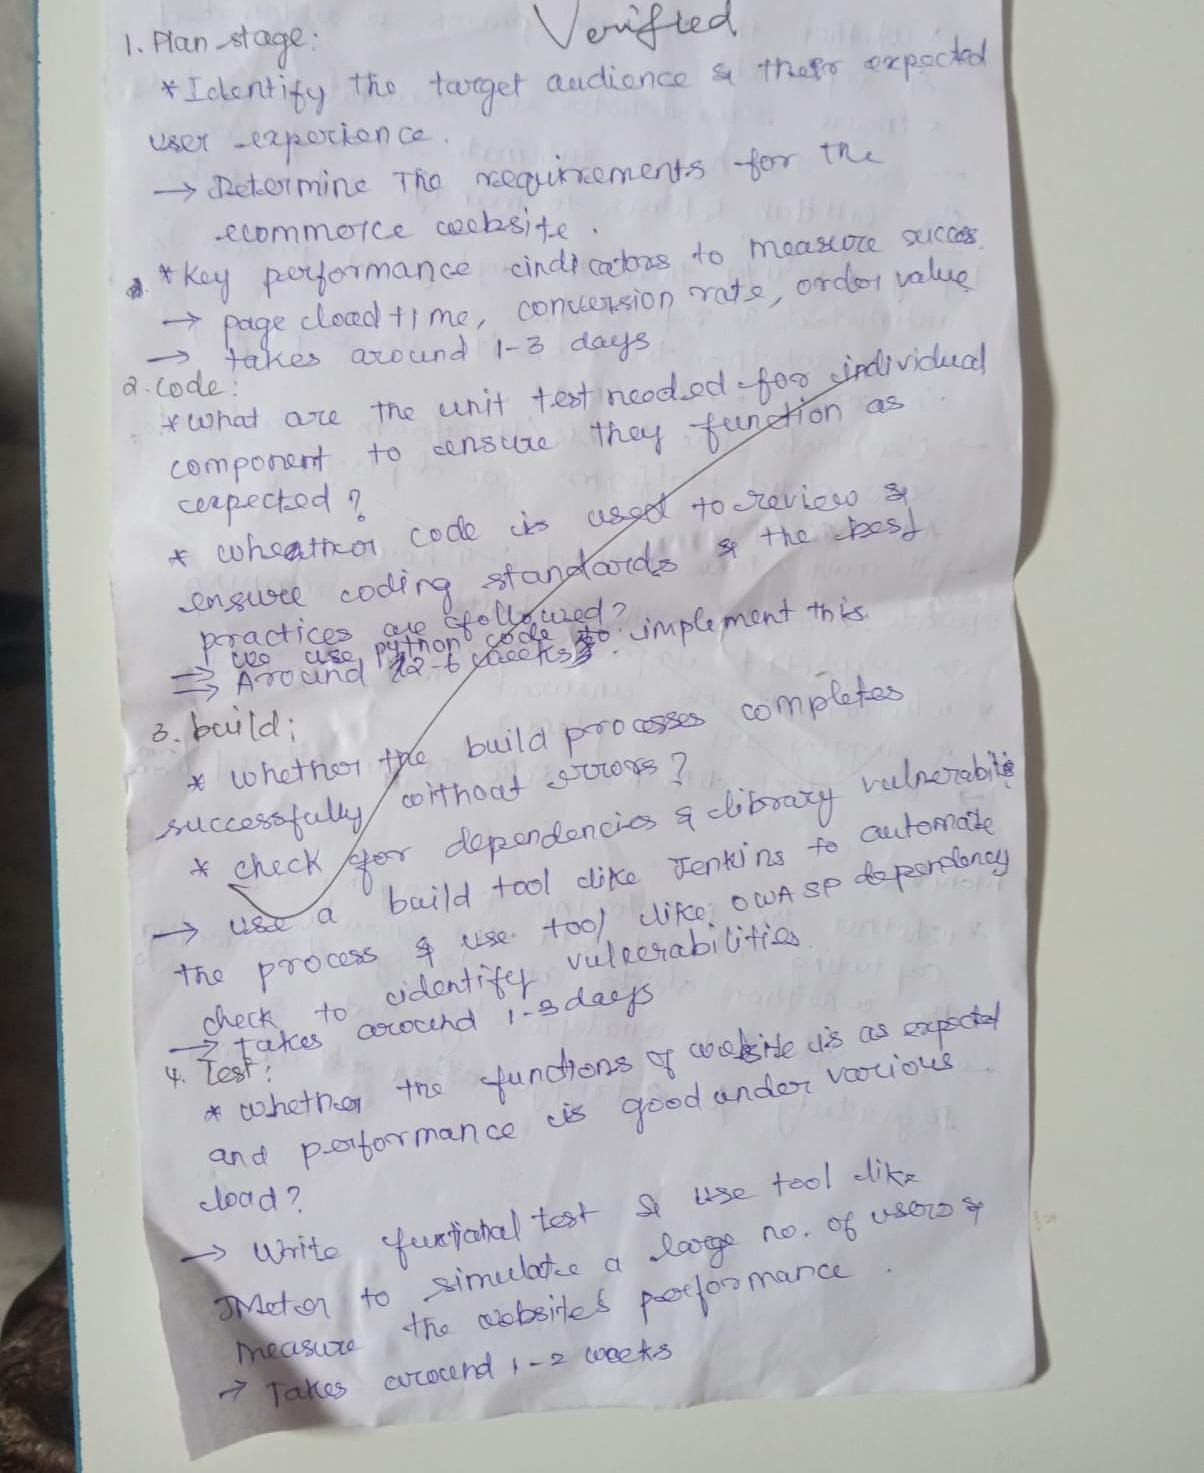 Verified
1. Plan stage:
* Identify the target audience & their expected
user experience.
→ Determine The requirements for the
ecommerce website.
* Key performance indicators to measure succes.
→ page load time, conversion rate, order value
→ takes around 1-3 days
2. code:
* what are the unit test needed for individual
component to ensure they function as
expected?
* wheather code is used to review &
ensure coding standards & the best
practices are followed?
⇒ we use python code to implement this
⇒ Around 2-6 weeks.
3. build:
* whether the build processes completes
successfully without errors?
* check for dependencies & library vulnerabilite
→ use a build tool like Jenkins to automate
the process & use tool like OWASP dependency
check to identify vulnerabilities.
→ Takes around 1-3 days
4. Test:
* whether the functions of website is as expected
and performance is good under various
load?
→ Write functional test & use tool like
JMeter to simulate a large no. of users &
measure the websites performance.
→ Takes around 1-2 weeks